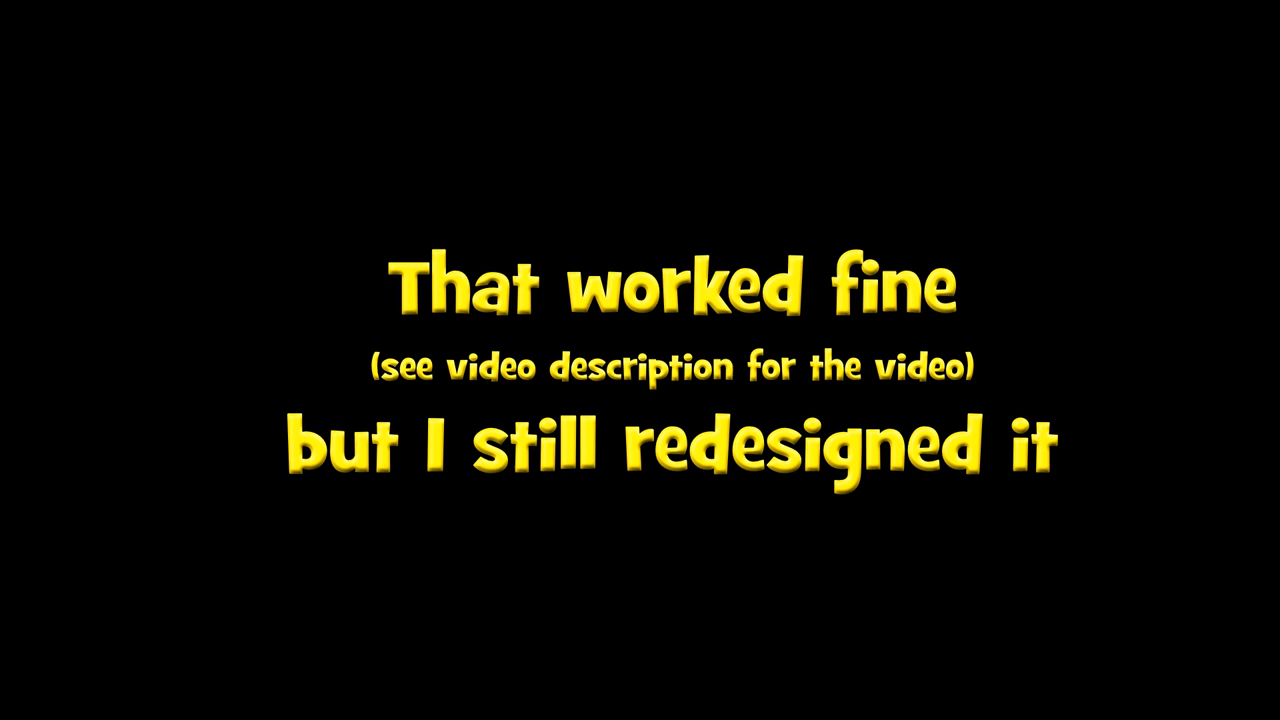 That worked fine
(see video description for the video)
but I still redesigned it